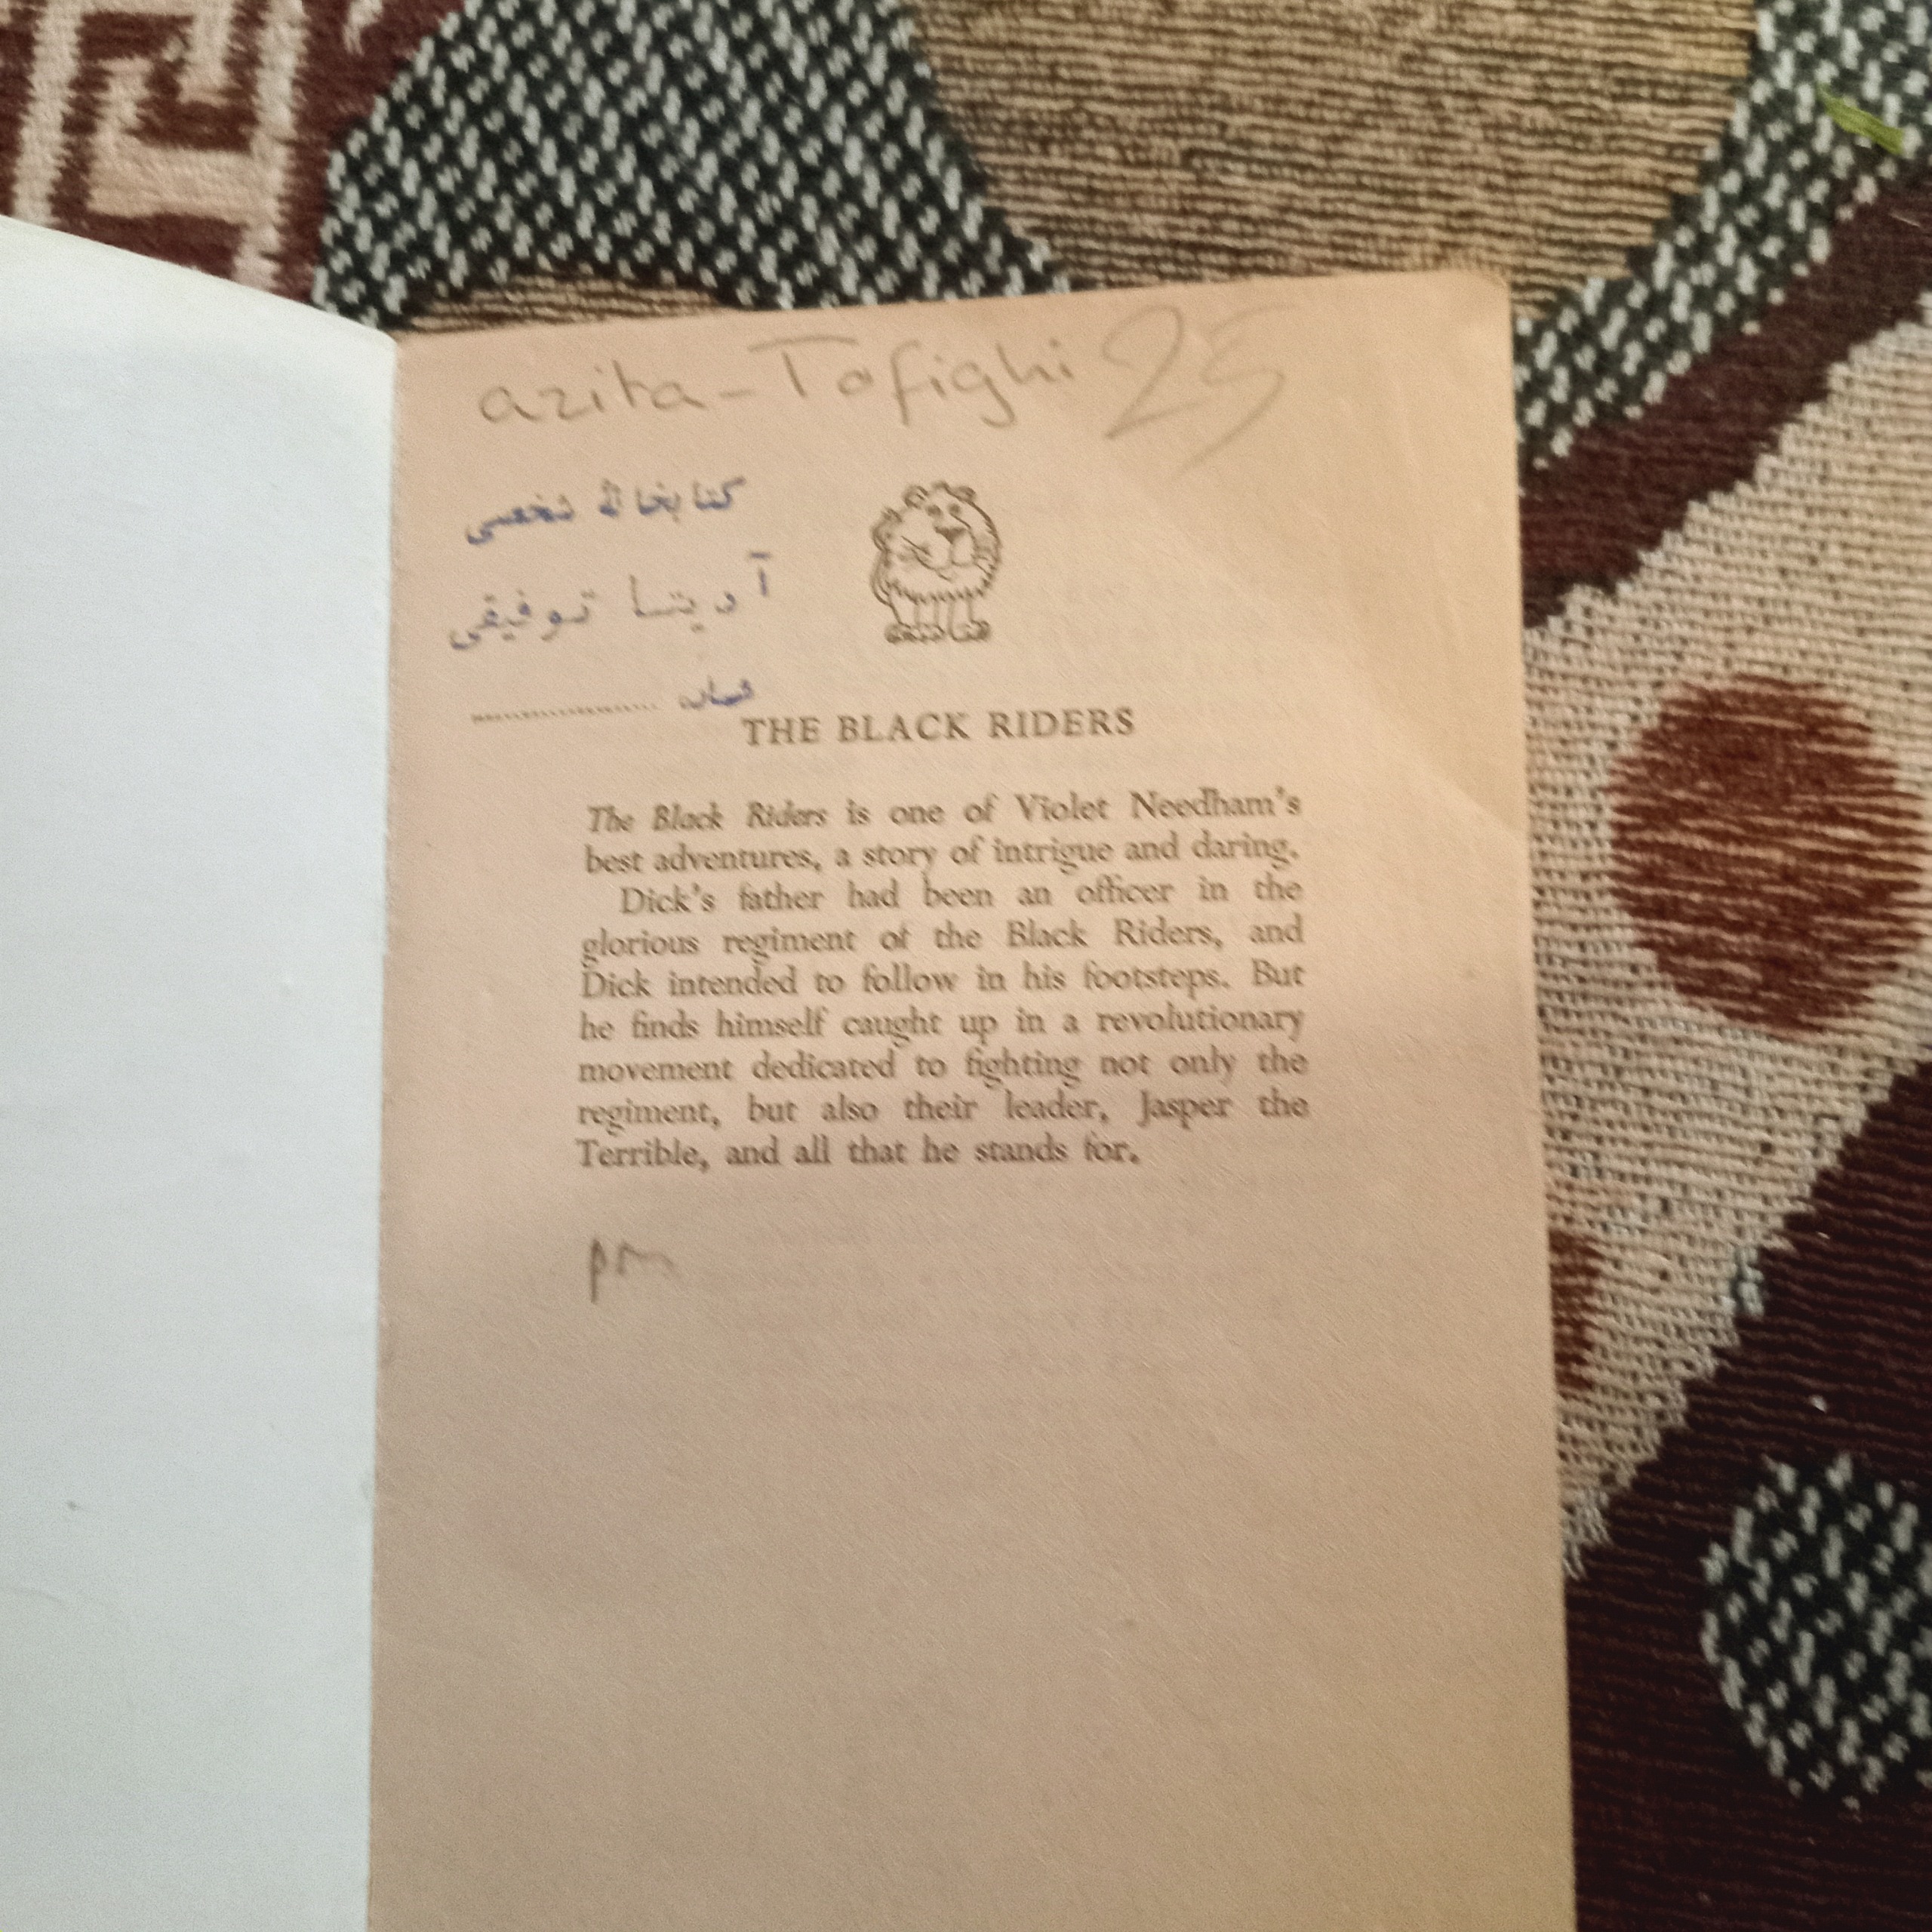 azita - Tofighi 25
کتابخانهٔ شخصی
آدیتسا توفیقی
شماره ....................
THE BLACK RIDERS
The Black Riders is one of Violet Needham's
best adventures, a story of intrigue and daring.
Dick's father had been an officer in the
glorious regiment of the Black Riders, and
Dick intended to follow in his footsteps. But
he finds himself caught up in a revolutionary
movement dedicated to fighting not only the
regiment, but also their leader, Jasper the
Terrible, and all that he stands for.